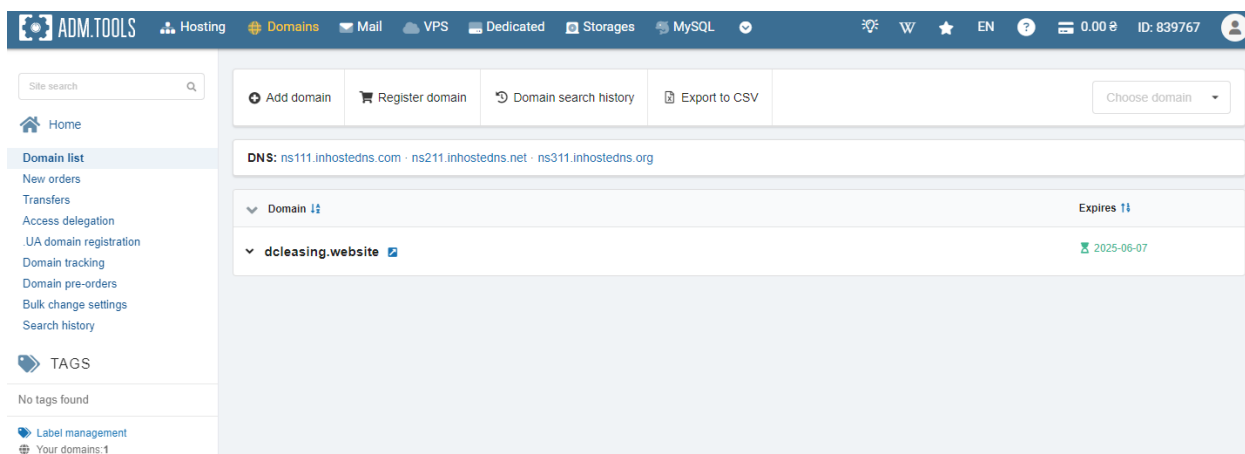 ADM.TOOLS Hosting Domains Mail VPS Dedicated Storages MySQL W EN ? 0.00 ₴ ID: 839767
Site search
Home
Domain list
New orders
Transfers
Access delegation
.UA domain registration
Domain tracking
Domain pre-orders
Bulk change settings
Search history
TAGS
No tags found
Label management
Your domains:1
Add domain Register domain Domain search history Export to CSV Choose domain
DNS: ns111.inhostedns.com · ns211.inhostedns.net · ns311.inhostedns.org
Domain Expires
dcleasing.website 2025-06-07